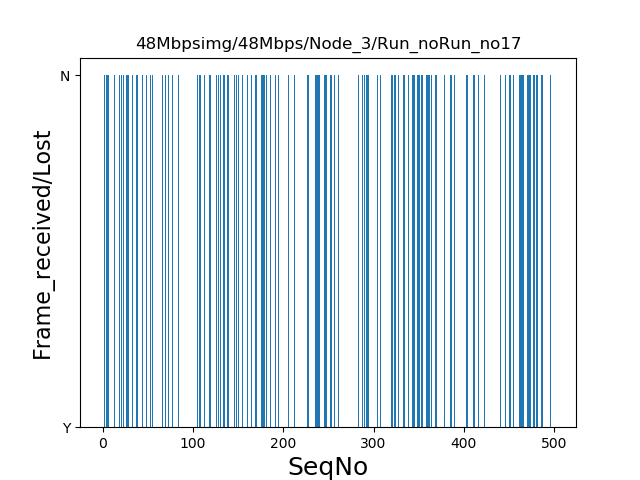 48Mbpsimg/48Mbps/Node_3/Run_noRun_no17
N
Frame_received/Lost
Y
0 100 200 300 400 500
SeqNo